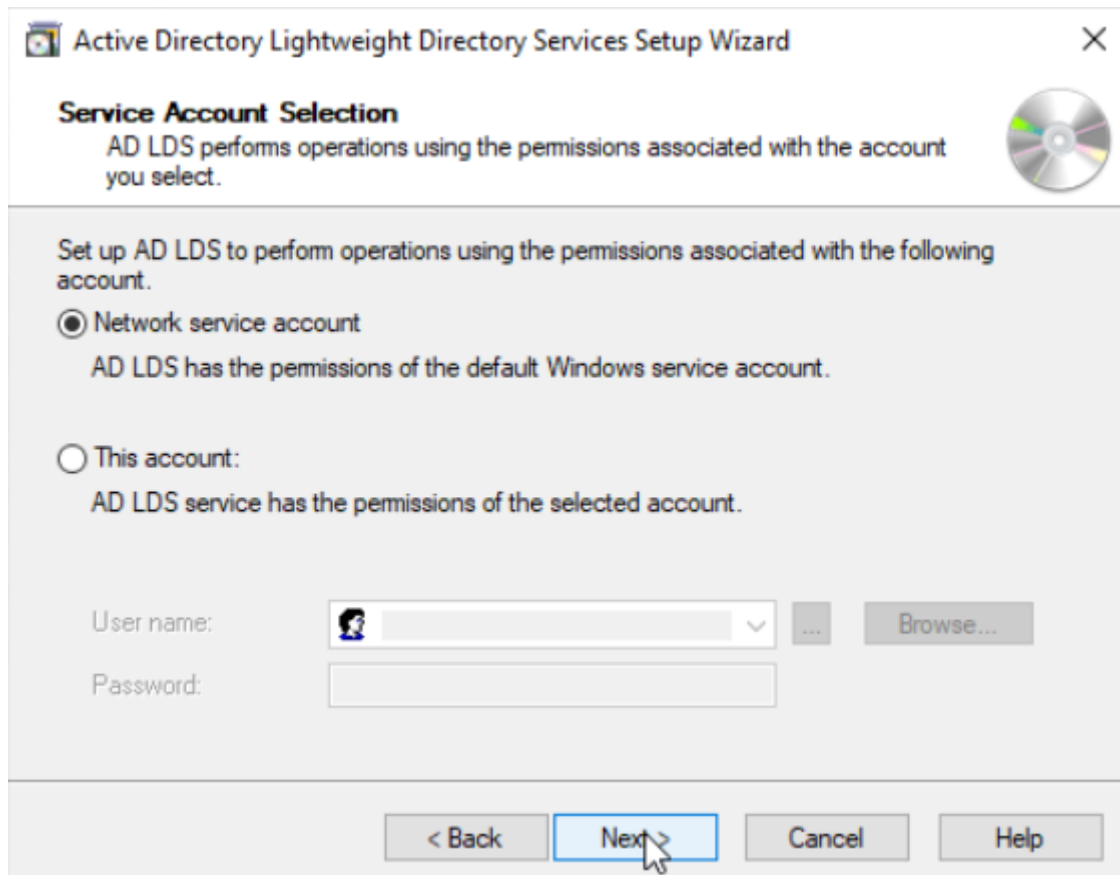 Active Directory Lightweight Directory Services Setup Wizard
Service Account Selection
AD LDS performs operations using the permissions associated with the account
you select.
Set up AD LDS to perform operations using the permissions associated with the following
account.
Network service account
AD LDS has the permissions of the default Windows service account.
This account:
AD LDS service has the permissions of the selected account.
User name:
... Browse...
Password:
< Back Next > Cancel Help